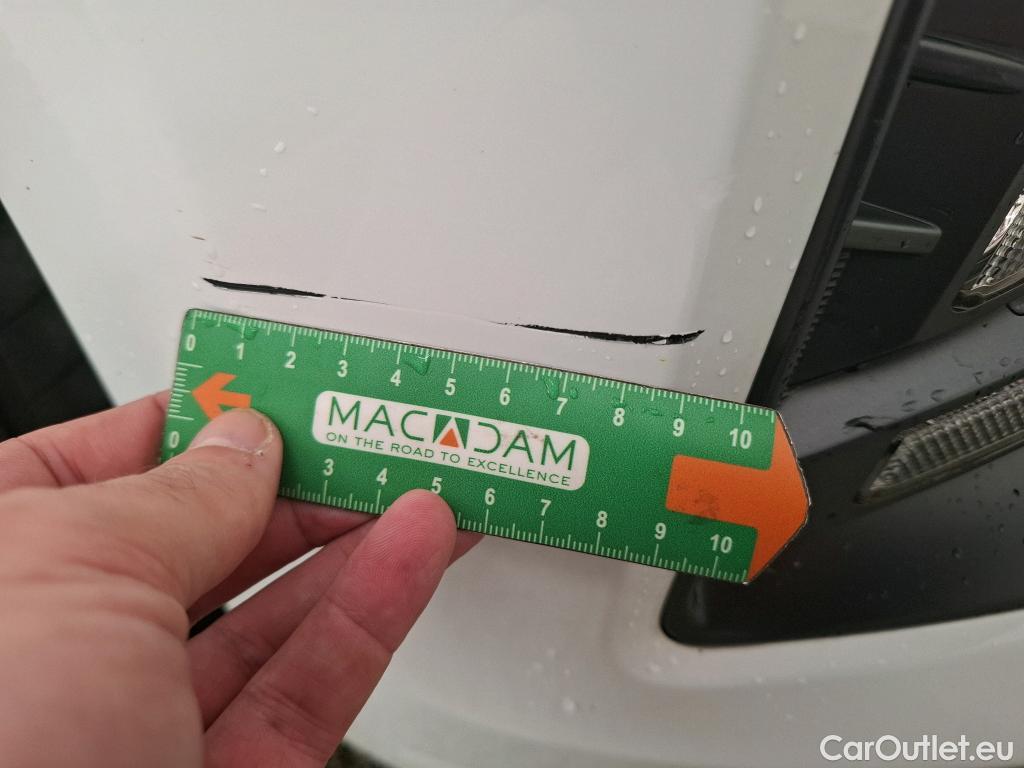 0 1 2 3 4 5 6 7 8 9 10
MACADAM
ON THE ROAD TO EXCELLENCE
0 3 4 5 6 7 8 9 10
CarOutlet.eu